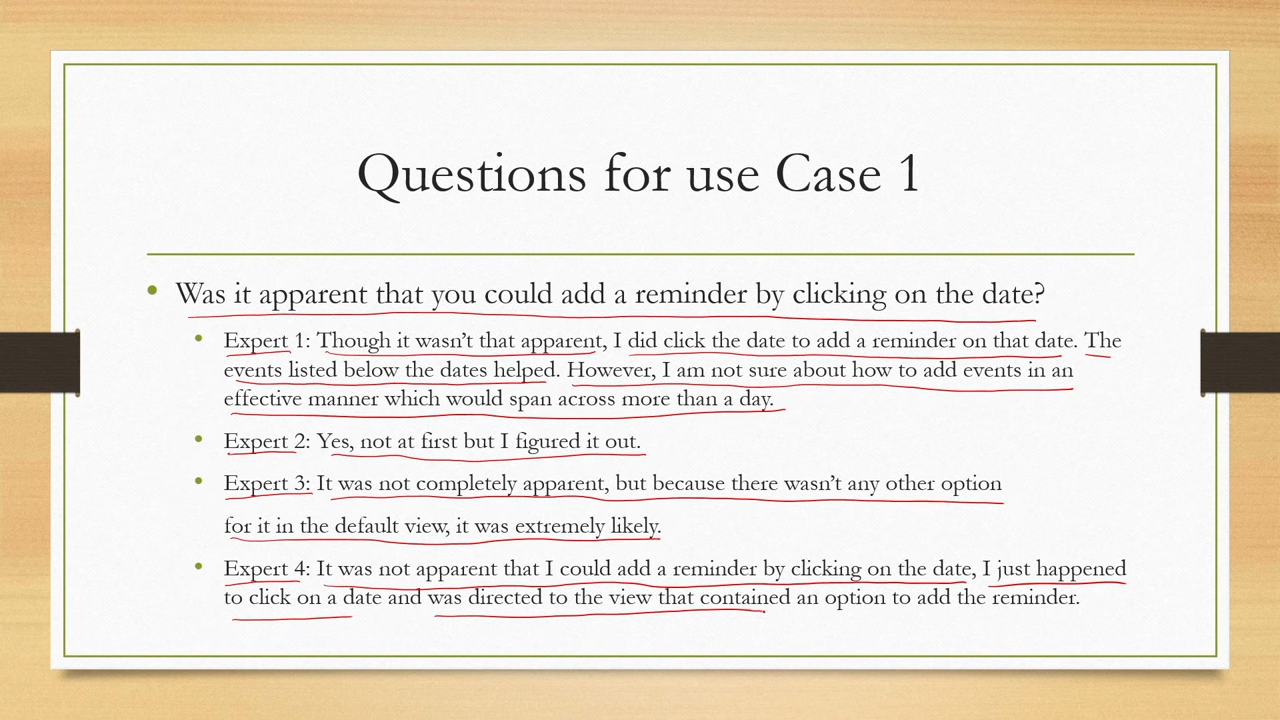 Questions for use Case 1
• Was it apparent that you could add a reminder by clicking on the date?
• Expert 1: Though it wasn’t that apparent, I did click the date to add a reminder on that date. The
events listed below the dates helped. However, I am not sure about how to add events in an
effective manner which would span across more than a day.
• Expert 2: Yes, not at first but I figured it out.
• Expert 3: It was not completely apparent, but because there wasn’t any other option
for it in the default view, it was extremely likely.
• Expert 4: It was not apparent that I could add a reminder by clicking on the date, I just happened
to click on a date and was directed to the view that contained an option to add the reminder.